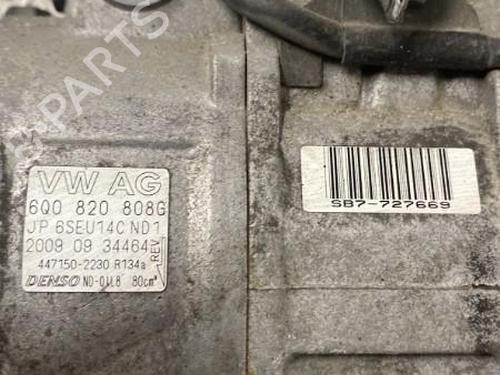 VW AG
6Q0 820 808G
JP 6SEU14C ND1
2009 09 34464
REV
447150-2230 R134a
DENSO ND-OIL8 80cm³
SB7-727669
B-PARTS